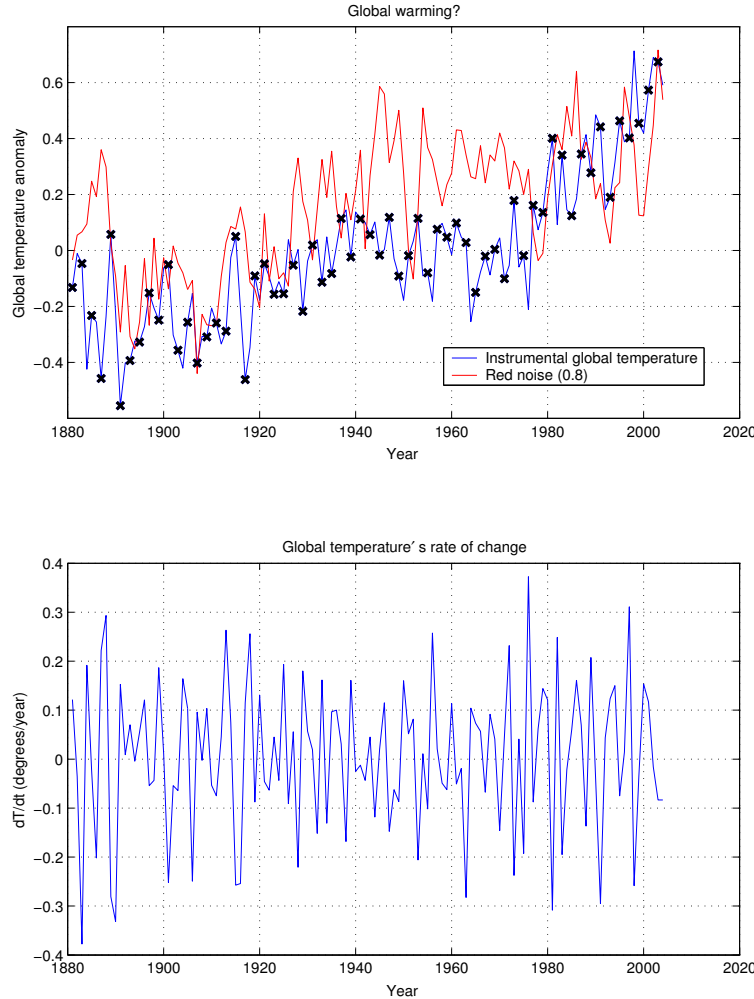 Global warming?
Global temperature anomaly
0.6
0.4
0.2
0
−0.2
−0.4
Instrumental global temperature
Red noise (0.8)
1880 1900 1920 1940 1960 1980 2000 2020
Year
Global temperature′ s rate of change
dT/dt (degrees/year)
0.4
0.3
0.2
0.1
0
−0.1
−0.2
−0.3
−0.4
1880 1900 1920 1940 1960 1980 2000 2020
Year